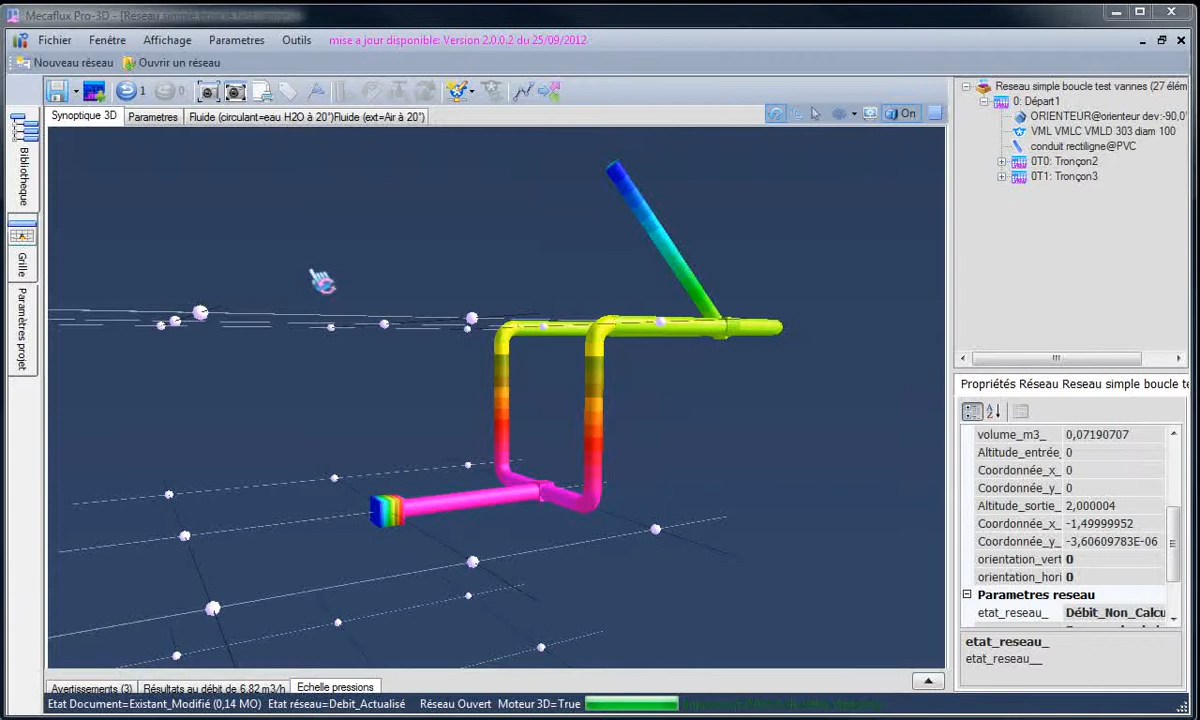 Mecaflux Pro-3D - [Reseau simple boucle test vannes
Fichier Fenêtre Affichage Parametres Outils mise a jour disponible: Version 2.0.0.2 du 25/09/2012
Nouveau réseau Ouvrir un réseau
1 0
Synoptique 3D Parametres Fluide (circulant=eau H2O à 20°)Fluide (ext=Air à 20°)
On
Bibliotheque
Grille
Paramètres projet
Reseau simple boucle test vannes (27 élém
0: Départ1
ORIENTEUR@orienteur dev:-90,0°
VML VMLC VMLD 303 diam 100
conduit rectiligne@PVC
0T0: Tronçon2
0T1: Tronçon3
Propriétés Réseau Reseau simple boucle te
volume_m3_ 0,07190707
Altitude_entrée_ 0
Coordonnée_x_ 0
Coordonnée_y_ 0
Altitude_sortie_ 2,000004
Coordonnée_x_ -1,49999952
Coordonnée_y_ -3,60609783E-06
orientation_vert 0
orientation_hori 0
Parametres reseau
etat_reseau_ Débit_Non_Calcu
etat_reseau_
etat_reseau__
Avertissements (3) Résultats au débit de 6.82 m3/h Echelle pressions
Etat Document=Existant_Modifié (0,14 MO) Etat réseau=Debit_Actualisé Réseau Ouvert Moteur 3D=True